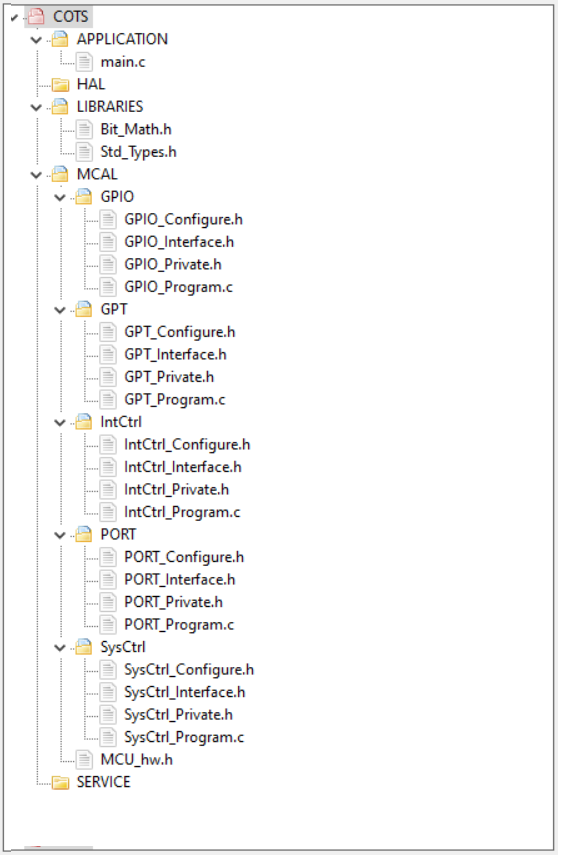 COTS
APPLICATION
main.c
HAL
LIBRARIES
Bit_Math.h
Std_Types.h
MCAL
GPIO
GPIO_Configure.h
GPIO_Interface.h
GPIO_Private.h
GPIO_Program.c
GPT
GPT_Configure.h
GPT_Interface.h
GPT_Private.h
GPT_Program.c
IntCtrl
IntCtrl_Configure.h
IntCtrl_Interface.h
IntCtrl_Private.h
IntCtrl_Program.c
PORT
PORT_Configure.h
PORT_Interface.h
PORT_Private.h
PORT_Program.c
SysCtrl
SysCtrl_Configure.h
SysCtrl_Interface.h
SysCtrl_Private.h
SysCtrl_Program.c
MCU_hw.h
SERVICE